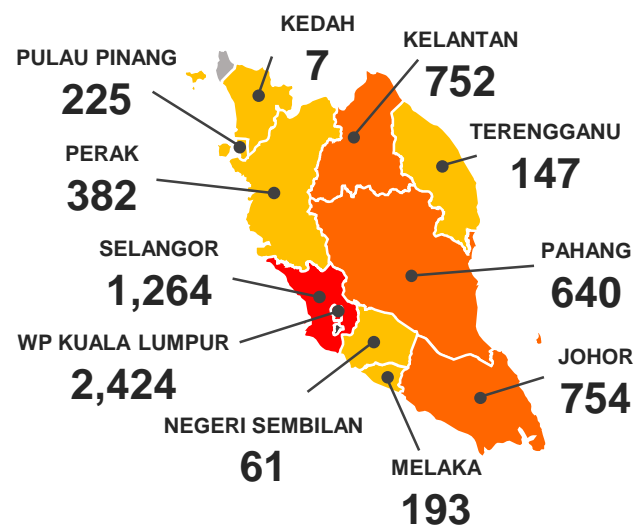 KEDAH
7
KELANTAN
752
PULAU PINANG
225
TERENGGANU
147
PERAK
382
SELANGOR
1,264
PAHANG
640
WP KUALA LUMPUR
2,424
JOHOR
754
NEGERI SEMBILAN
61
MELAKA
193